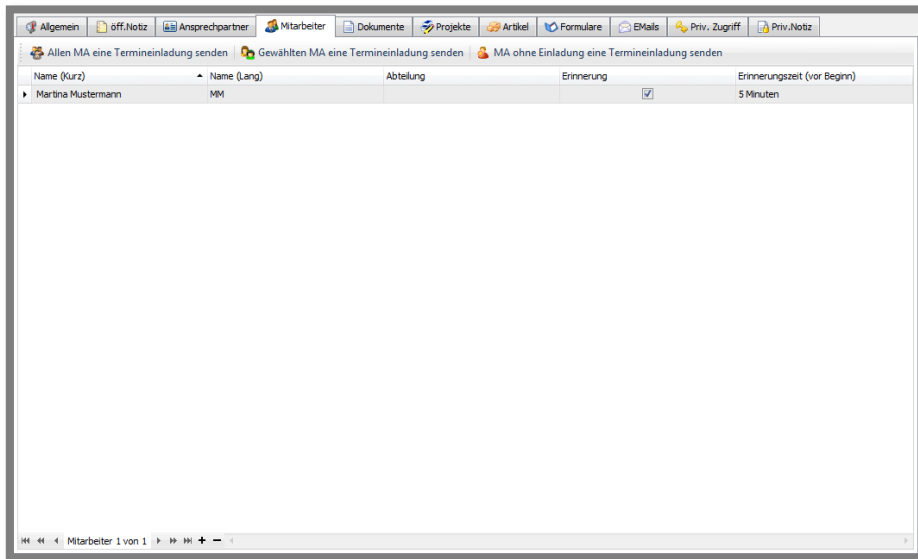 Allgemein öff.Notiz Ansprechpartner Mitarbeiter Dokumente Projekte Artikel Formulare EMails Priv. Zugriff Priv.Notiz
Allen MA eine Termineinladung senden Gewählten MA eine Termineinladung senden MA ohne Einladung eine Termineinladung senden
Name (Kurz) Name (Lang) Abteilung Erinnerung Erinnerungszeit (vor Beginn)
Martina Mustermann MM 5 Minuten
Mitarbeiter 1 von 1